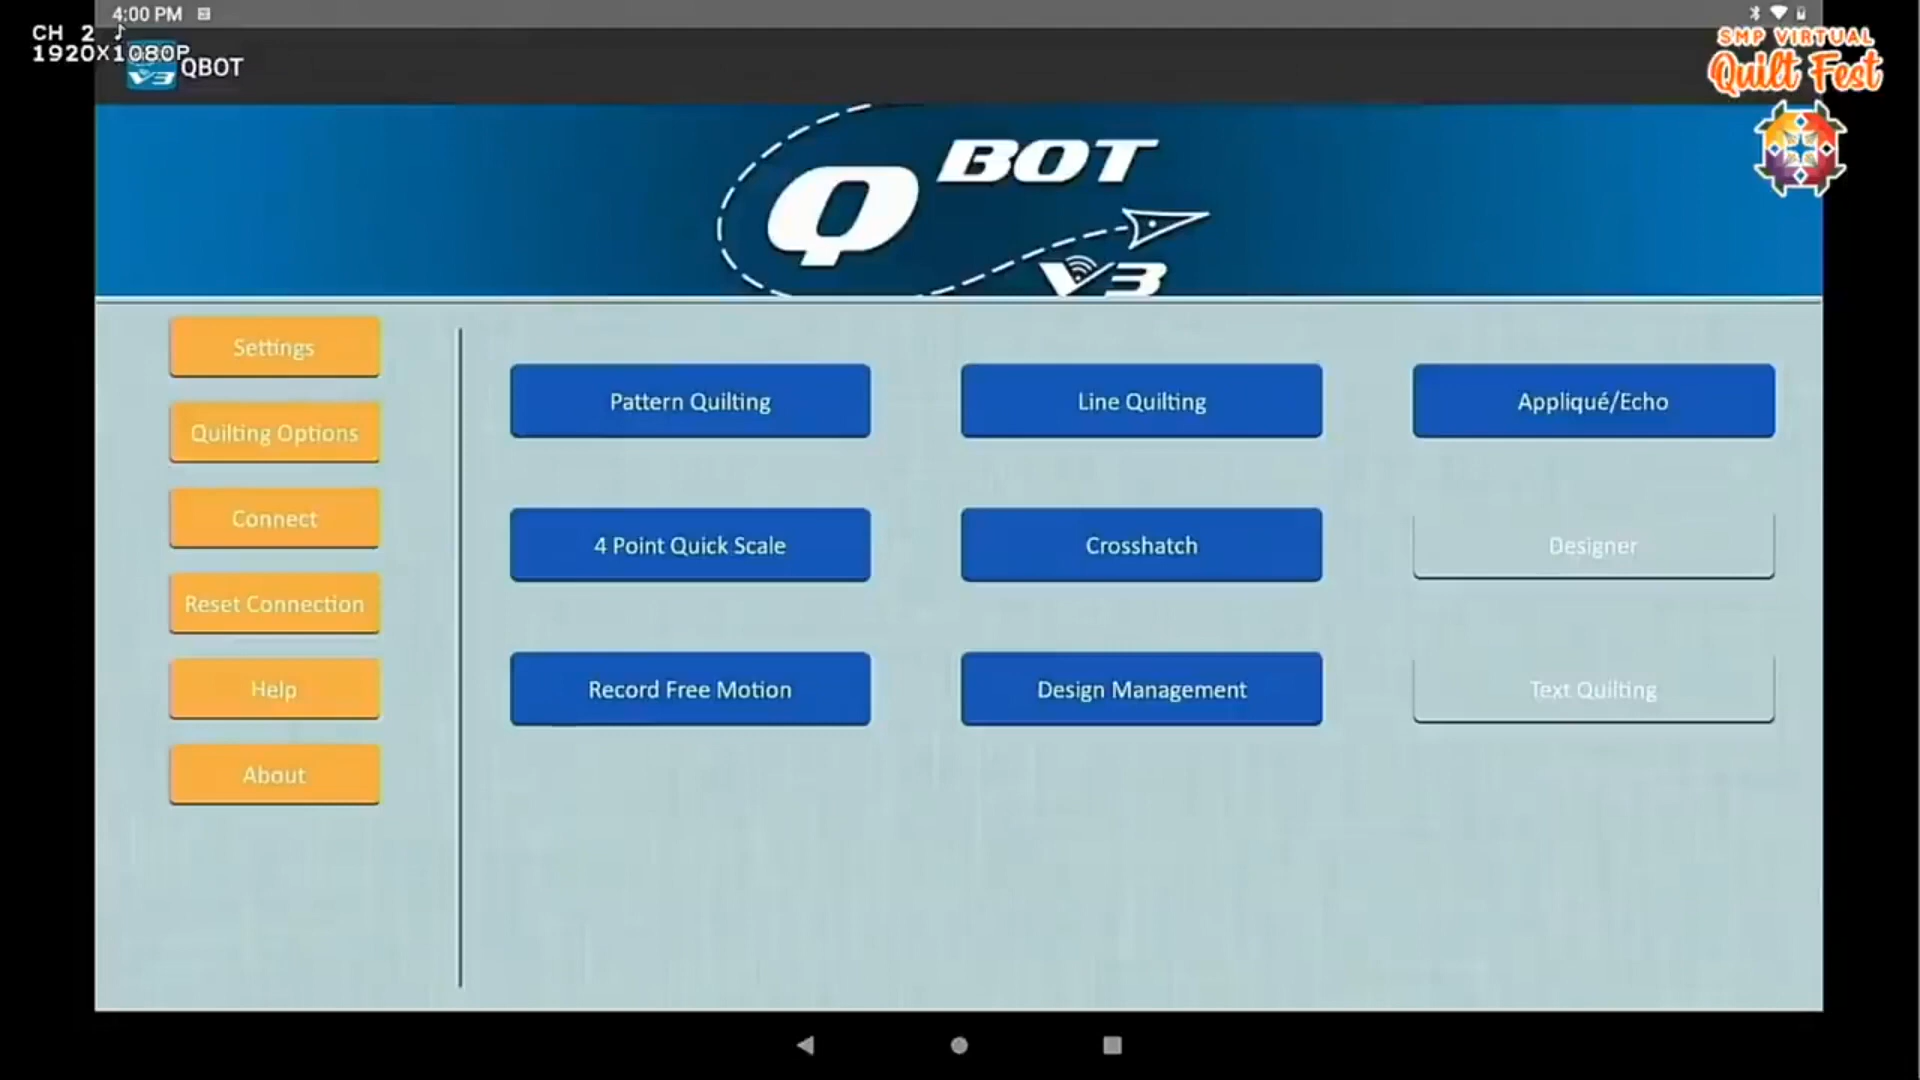 4:00 PM
CH 2 ♪
1920X1080P
V3
QBOT
SMP VIRTUAL
Quilt Fest
Q BOT
V3
Settings
Quilting Options
Connect
Reset Connection
Help
About
Pattern Quilting
Line Quilting
Appliqué/Echo
4 Point Quick Scale
Crosshatch
Designer
Record Free Motion
Design Management
Text Quilting